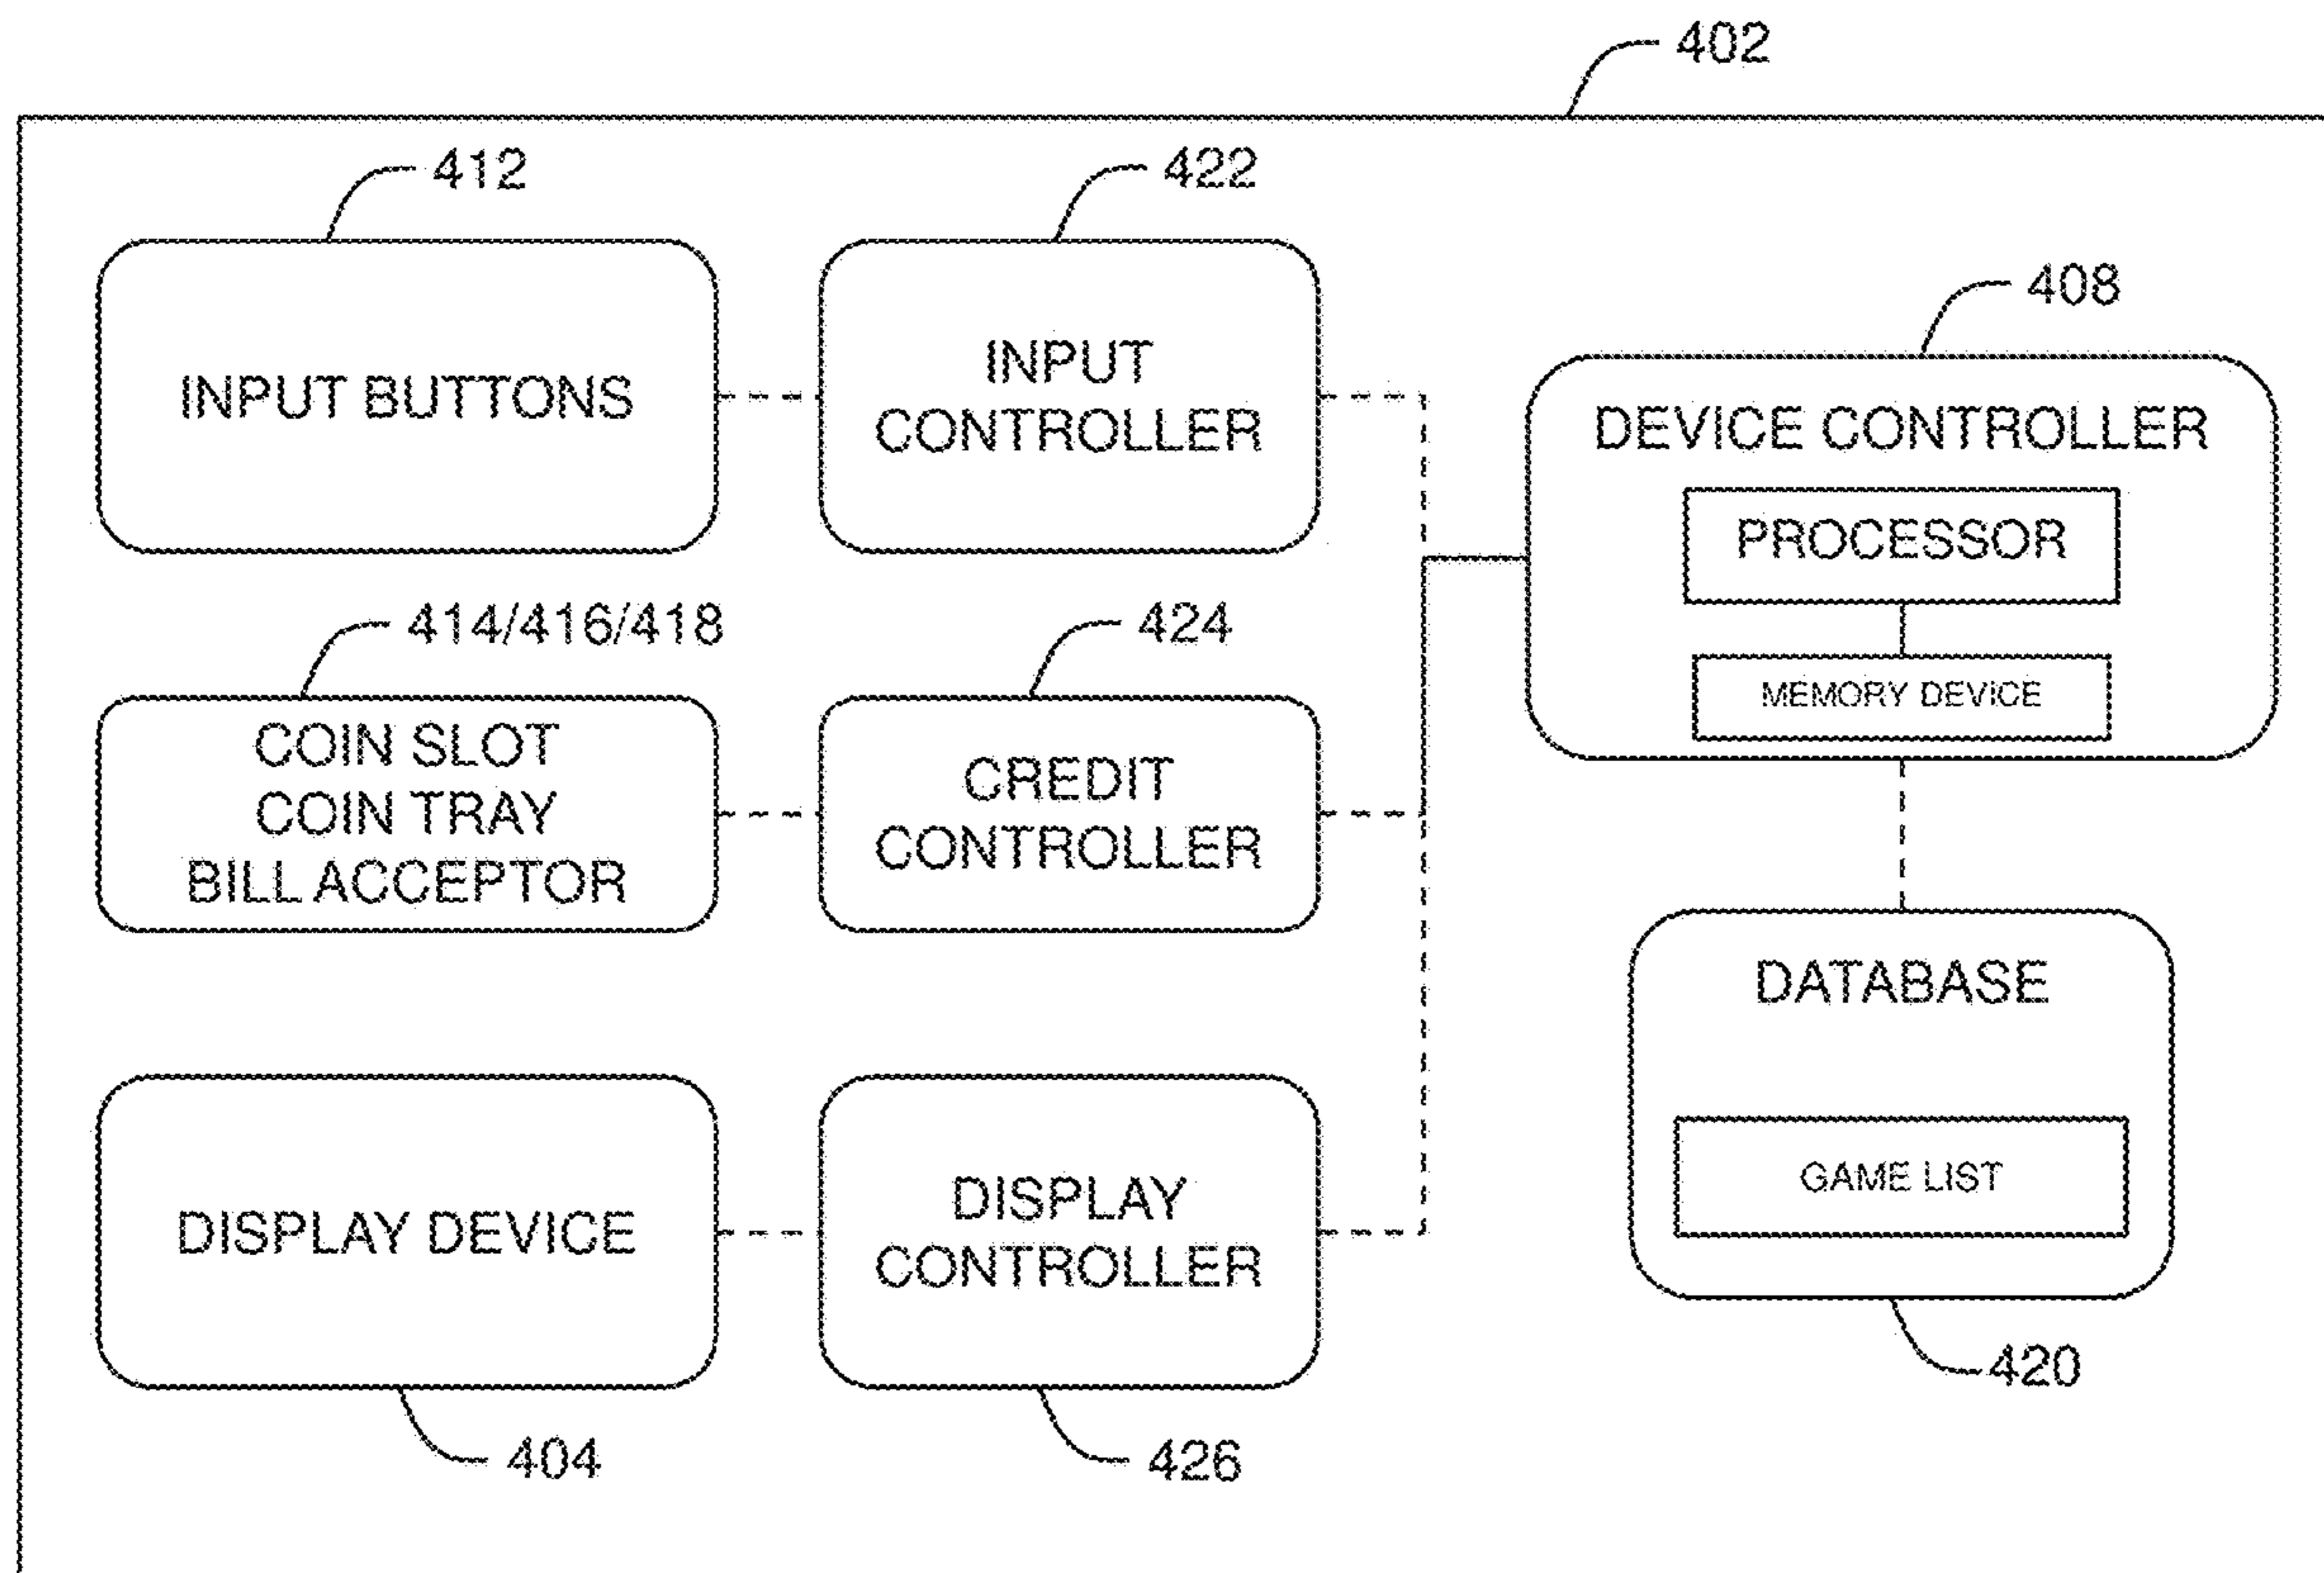 402
412
422
408
INPUT BUTTONS
INPUT
CONTROLLER
DEVICE CONTROLLER
PROCESSOR
MEMORY DEVICE
414/416/418
424
COIN SLOT
COIN TRAY
BILL ACCEPTOR
CREDIT
CONTROLLER
DATABASE
GAME LIST
420
DISPLAY DEVICE
DISPLAY
CONTROLLER
404
426